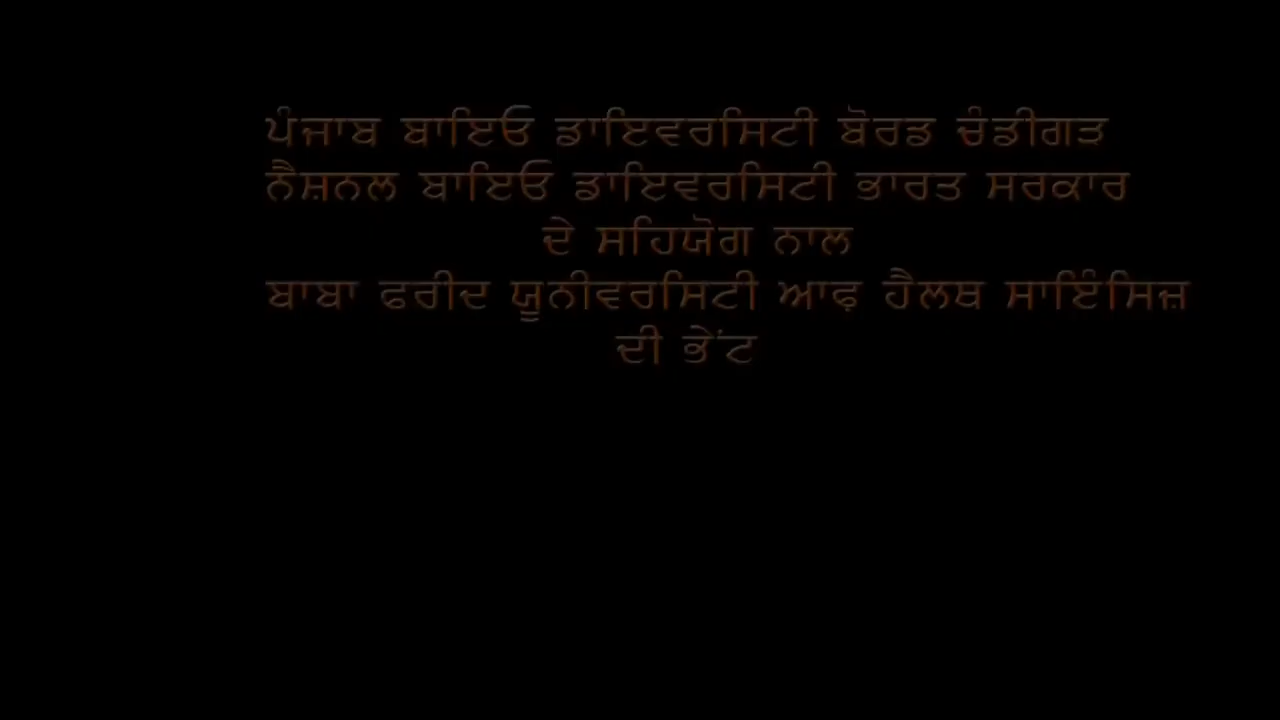 ਪੰਜਾਬ ਬਾਇਓ ਡਾਇਵਰਸਿਟੀ ਬੋਰਡ ਚੰਡੀਗੜ
ਨੈਸ਼ਨਲ ਬਾਇਓ ਡਾਇਵਰਸਿਟੀ ਭਾਰਤ ਸਰਕਾਰ
ਦੇ ਸਹਿਯੋਗ ਨਾਲ
ਬਾਬਾ ਫਰੀਦ ਯੂਨੀਵਰਸਿਟੀ ਆਫ਼ ਹੈਲਥ ਸਾਇੰਸਿਜ਼
ਦੀ ਭੇਂਟ